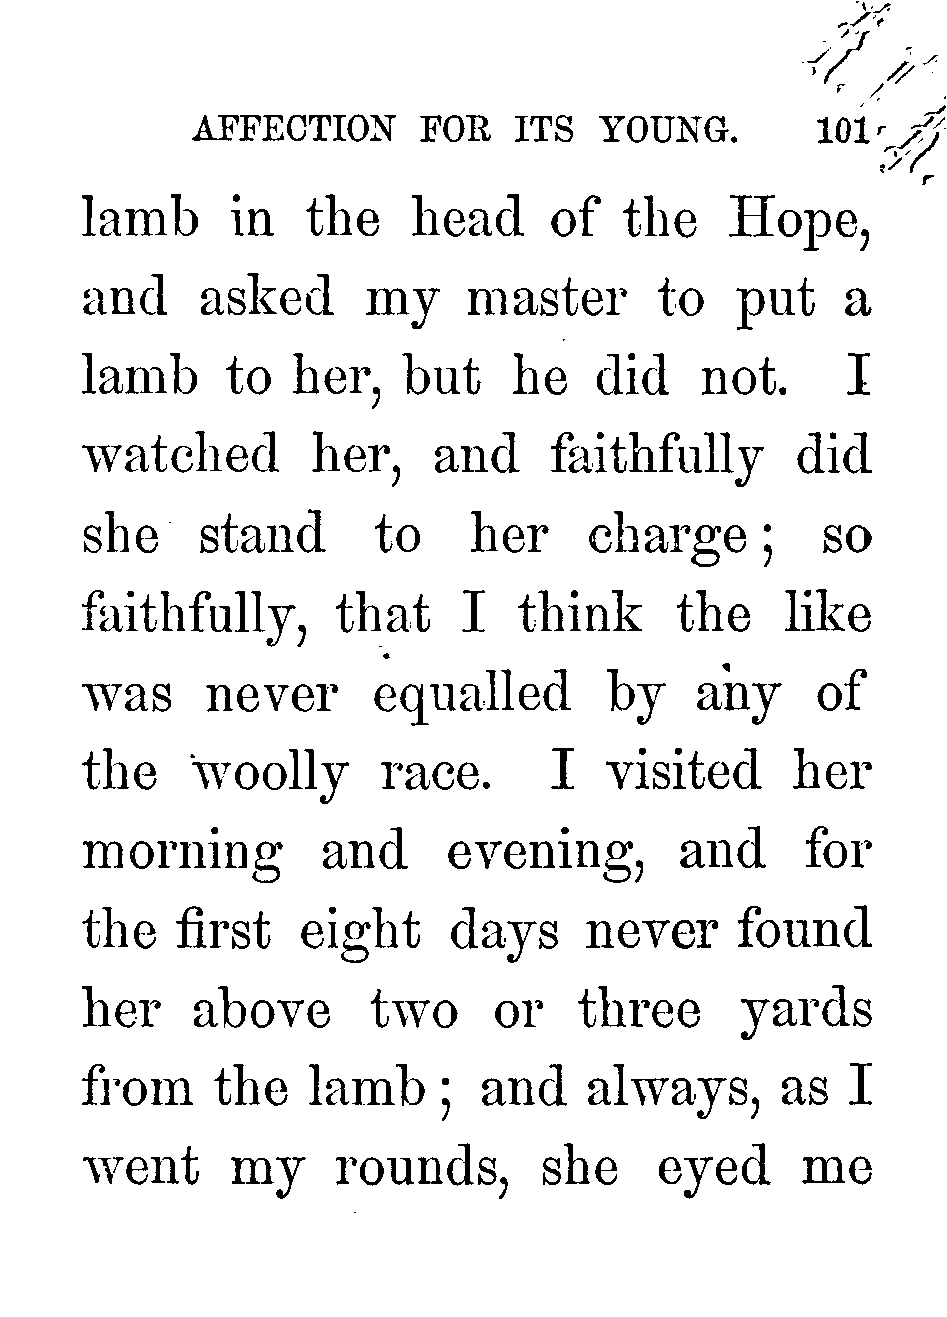 AFFECTION FOR ITS YOUNG. 101
lamb in the head of the Hope,
and asked my master to put a
lamb to her, but he did not. I
watched her, and faithfully did
she stand to her charge; so
faithfully, that I think the like
was never equalled by any of
the woolly race. I visited her
morning and evening, and for
the first eight days never found
her above two or three yards
from the lamb; and always, as I
went my rounds, she eyed me